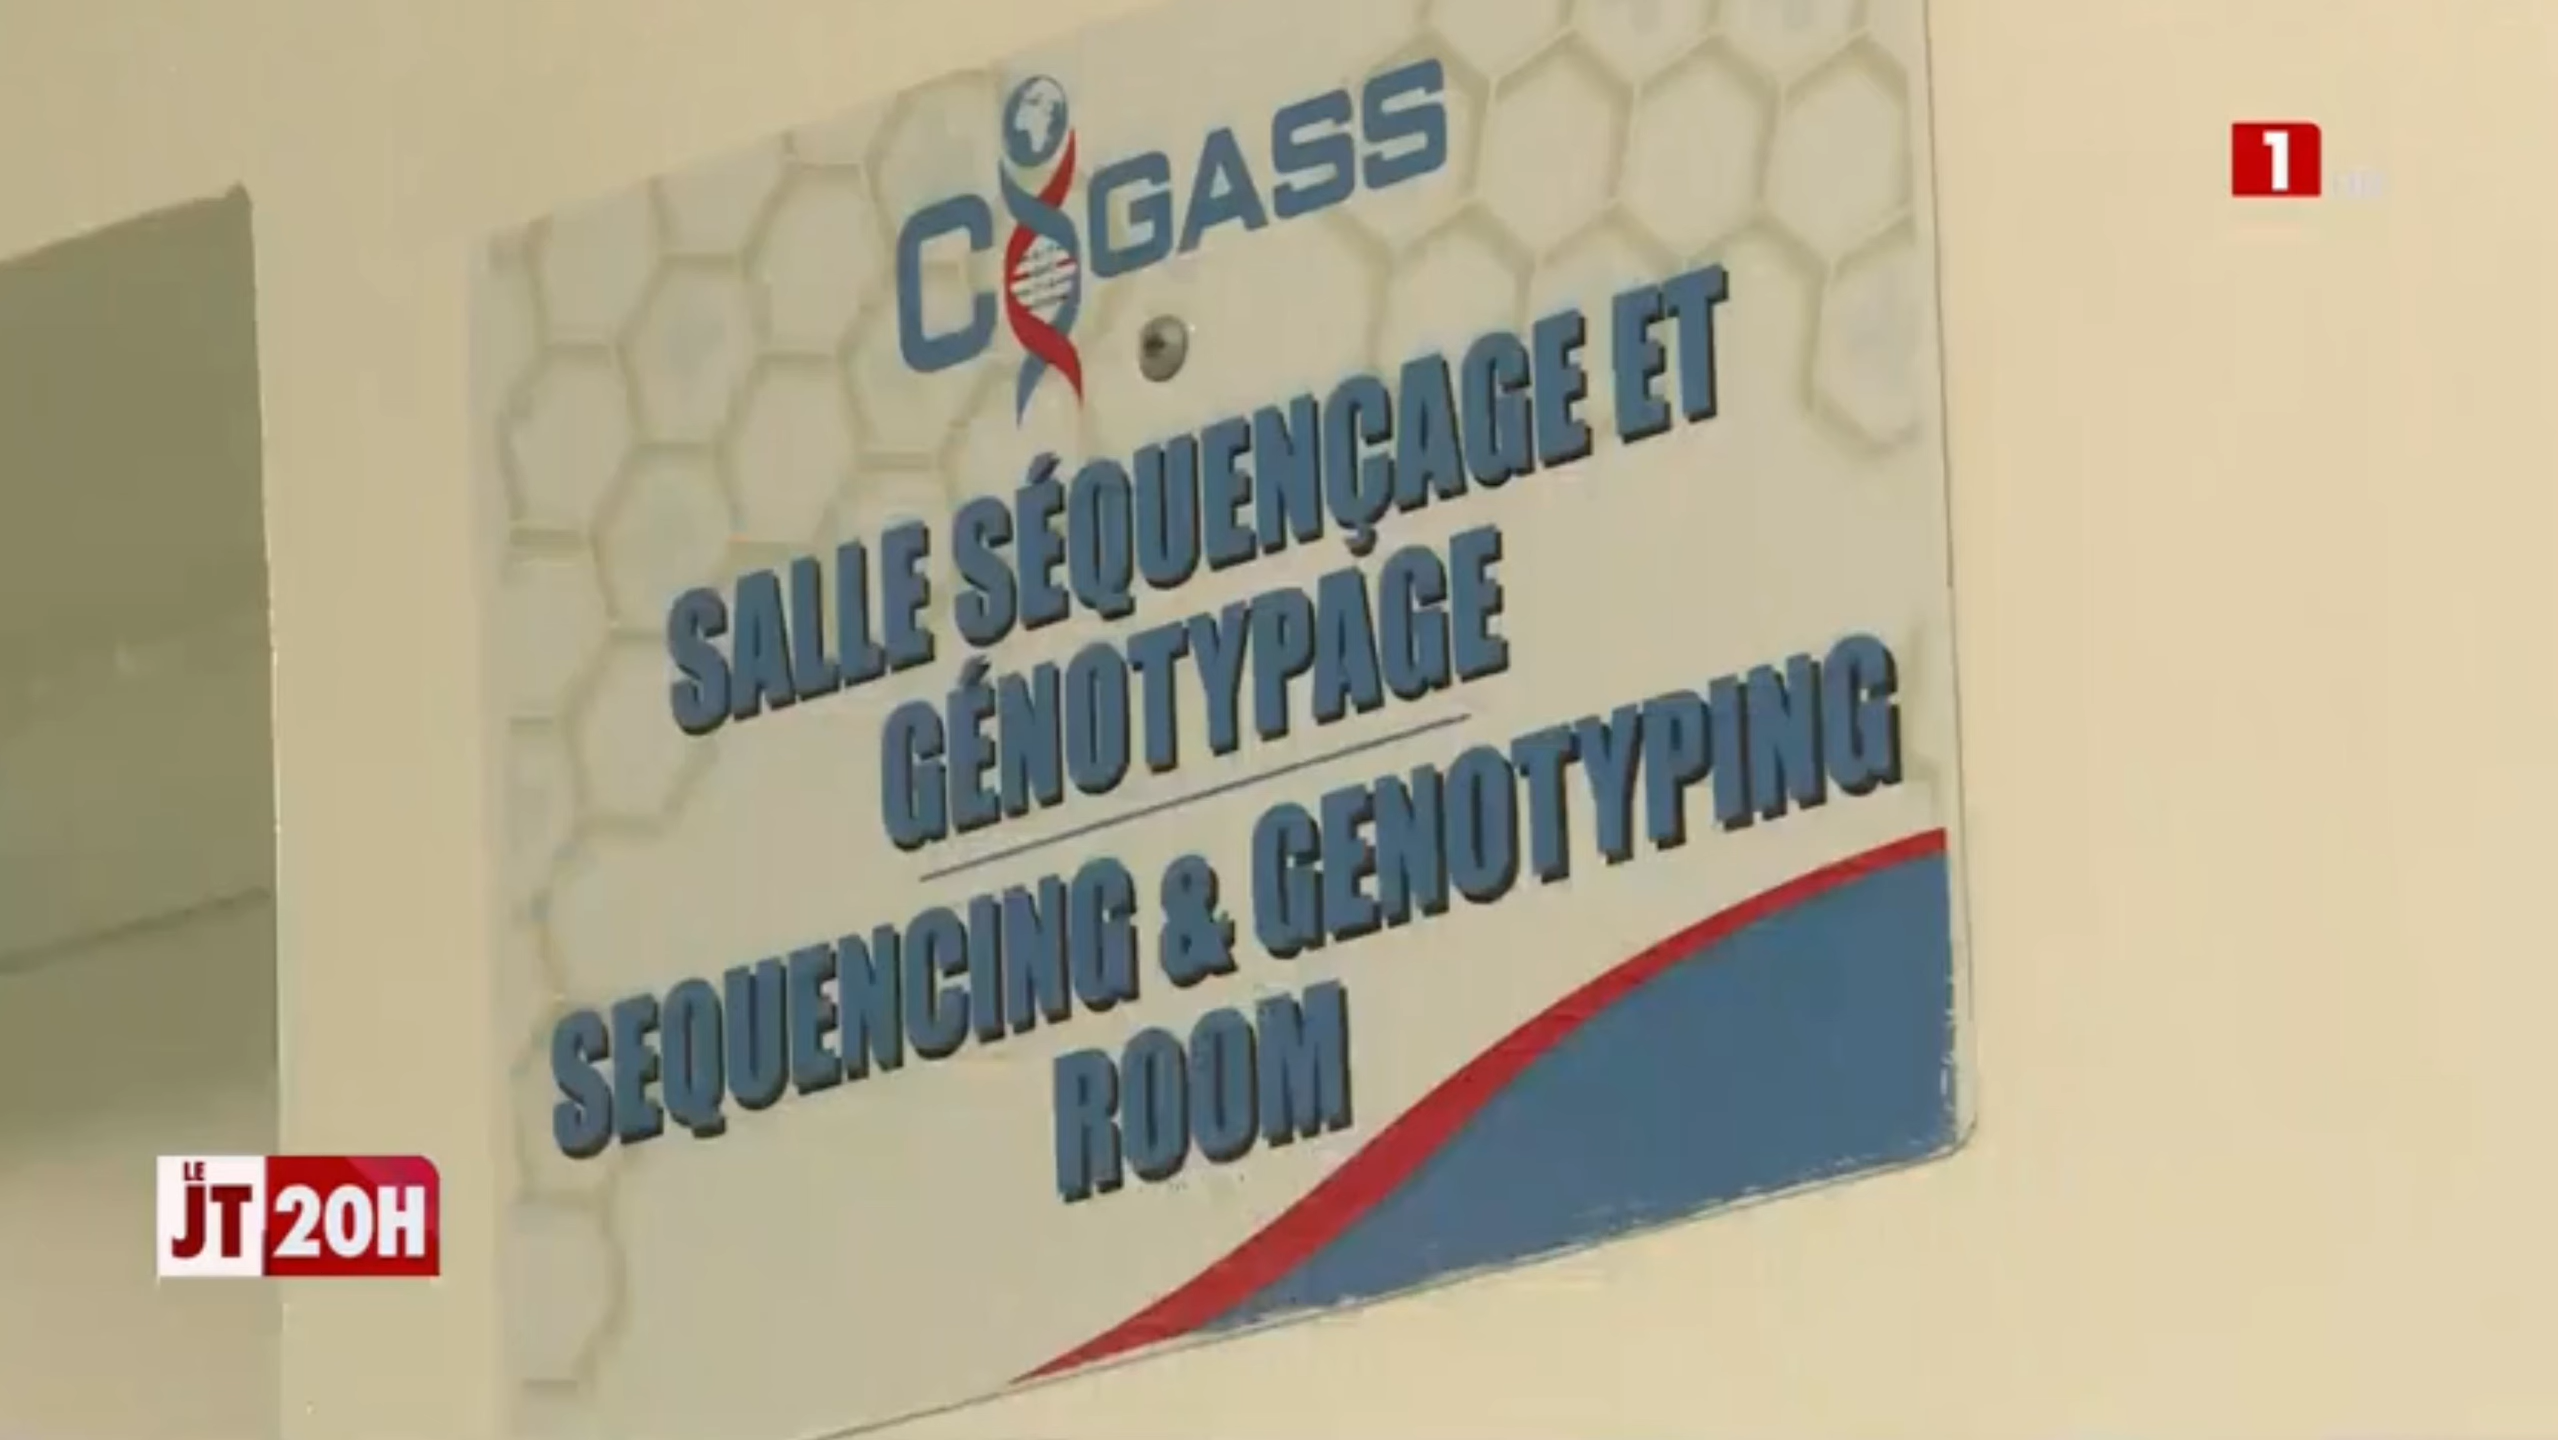 CIGASS
SALLE SÉQUENÇAGE ET
GÉNOTYPAGE
SEQUENCING & GENOTYPING
ROOM
1
LE
JT 20H